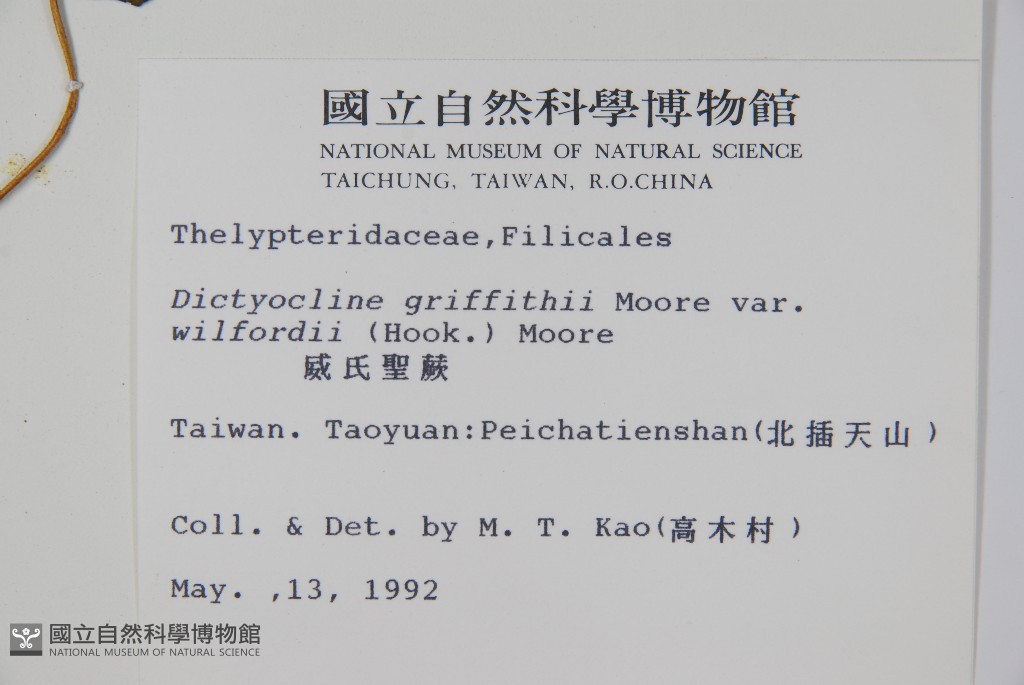 國立自然科學博物館
NATIONAL MUSEUM OF NATURAL SCIENCE
TAICHUNG, TAIWAN, R.O.CHINA
Thelypteridaceae,Filicales
Dictyocline griffithii Moore var.
wilfordii (Hook.) Moore
威氏聖蕨
Taiwan. Taoyuan:Peichatienshan(北插天山)
Coll. & Det. by M. T. Kao(高木村)
May. ,13, 1992
國立自然科學博物館
NATIONAL MUSEUM OF NATURAL SCIENCE